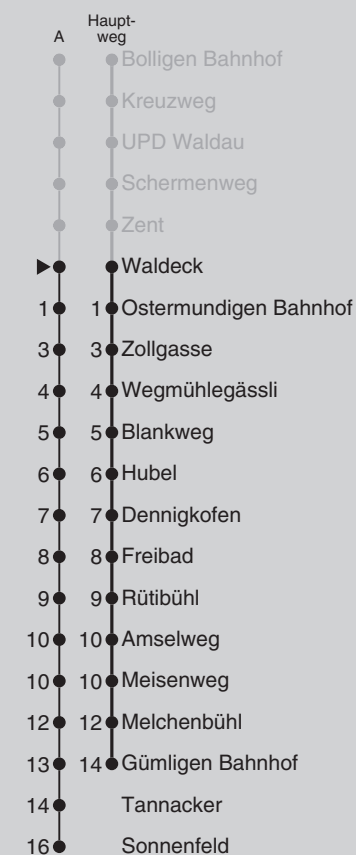 A
Haupt-
weg
Bolligen Bahnhof
Kreuzweg
UPD Waldau
Schermenweg
Zent
Waldeck
1 1 Ostermundigen Bahnhof
3 3 Zollgasse
4 4 Wegmühlegässli
5 5 Blankweg
6 6 Hubel
7 7 Dennigkofen
8 8 Freibad
9 9 Rütibühl
10 10 Amselweg
10 10 Meisenweg
12 12 Melchenbühl
13 14 Gümligen Bahnhof
14 Tannacker
16 Sonnenfeld